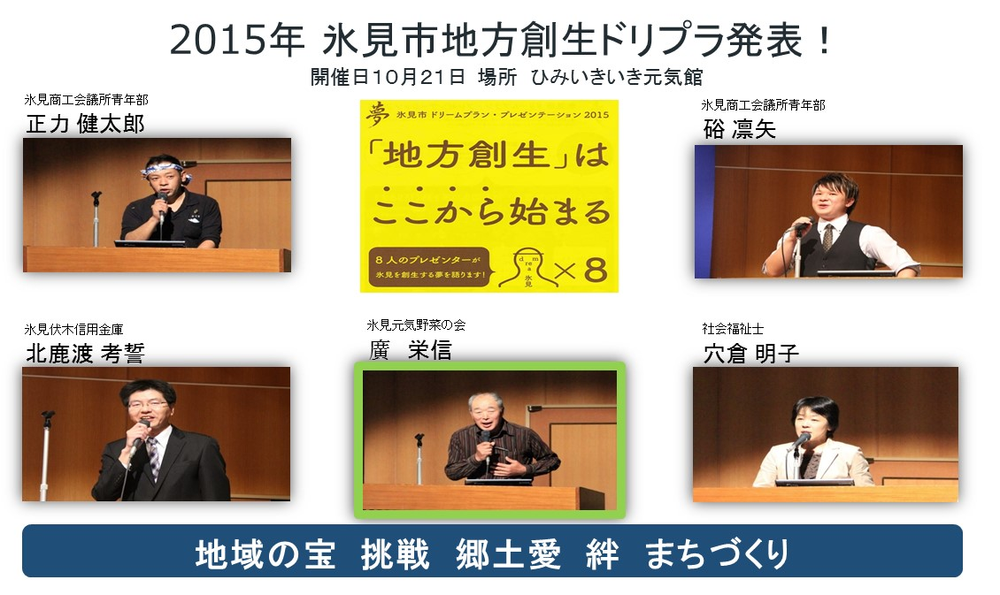 2015年 氷見市地方創生ドリプラ発表！
開催日１０月２１日 場所 ひみいきいき元気館
氷見商工会議所青年部
正力 健太郎
夢 氷見市 ドリームプラン・プレゼンテーション 2015
「地方創生」は
ここから始まる
8人のプレゼンターが
氷見を創生する夢を語ります！
d rea m
氷見
×8
氷見商工会議所青年部
硲 凛矢
氷見伏木信用金庫
北鹿渡 考誓
氷見元気野菜の会
廣 栄信
社会福祉士
穴倉 明子
地域の宝 挑戦 郷土愛 絆 まちづくり